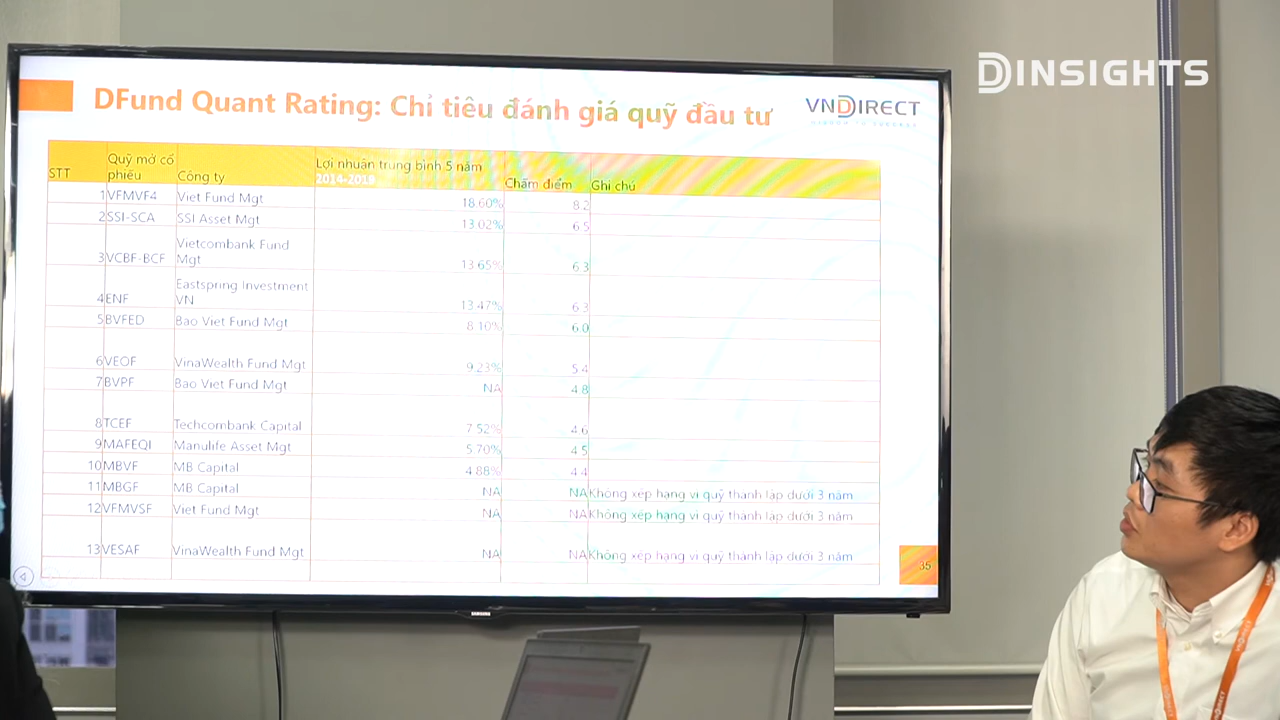 DINSIGHTS
DFund Quant Rating: Chỉ tiêu đánh giá quỹ đầu tư
VNDIRECT
STT Quỹ mở cổ phiếu Công ty Lợi nhuận trung bình 5 năm 2014-2019 Chấm điểm Ghi chú
1 VFMVF4 Viet Fund Mgt 18.60% 8.2
2 SSI-SCA SSI Asset Mgt 13.02% 6.5
3 VCBF-BCF Vietcombank Fund Mgt 13.65% 6.3
4 ENF Eastspring Investment VN 13.47% 6.3
5 BVFED Bao Viet Fund Mgt 8.10% 6.0
6 VEOF VinaWealth Fund Mgt 9.23% 5.4
7 BVPF Bao Viet Fund Mgt NA 4.8
8 TCEF Techcombank Capital 7.52% 4.6
9 MAFEQI Manulife Asset Mgt 5.70% 4.5
10 MBVF MB Capital 4.88% 4.4
11 MBGF MB Capital NA NA Không xếp hạng vì quỹ thành lập dưới 3 năm
12 VFMVSF Viet Fund Mgt NA NA Không xếp hạng vì quỹ thành lập dưới 3 năm
13 VESAF VinaWealth Fund Mgt NA NA Không xếp hạng vì quỹ thành lập dưới 3 năm
35
SAMSUNG